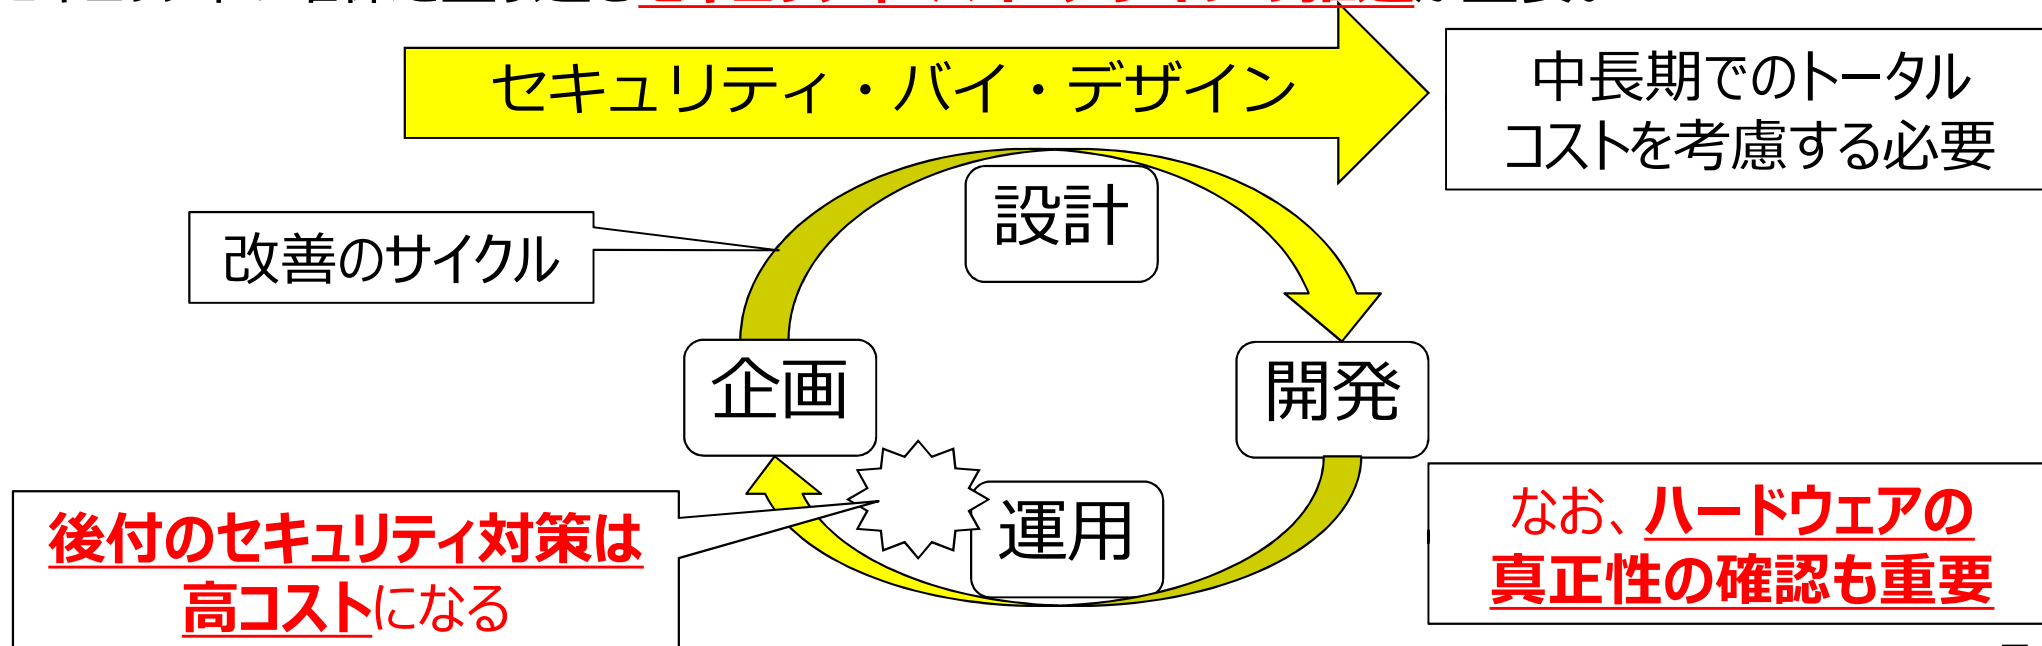 セキュリティ・バイ・デザイン
中長期でのトータル
コストを考慮する必要
設計
改善のサイクル
企画
開発
運用
後付のセキュリティ対策は
高コストになる
なお、ハードウェアの
真正性の確認も重要